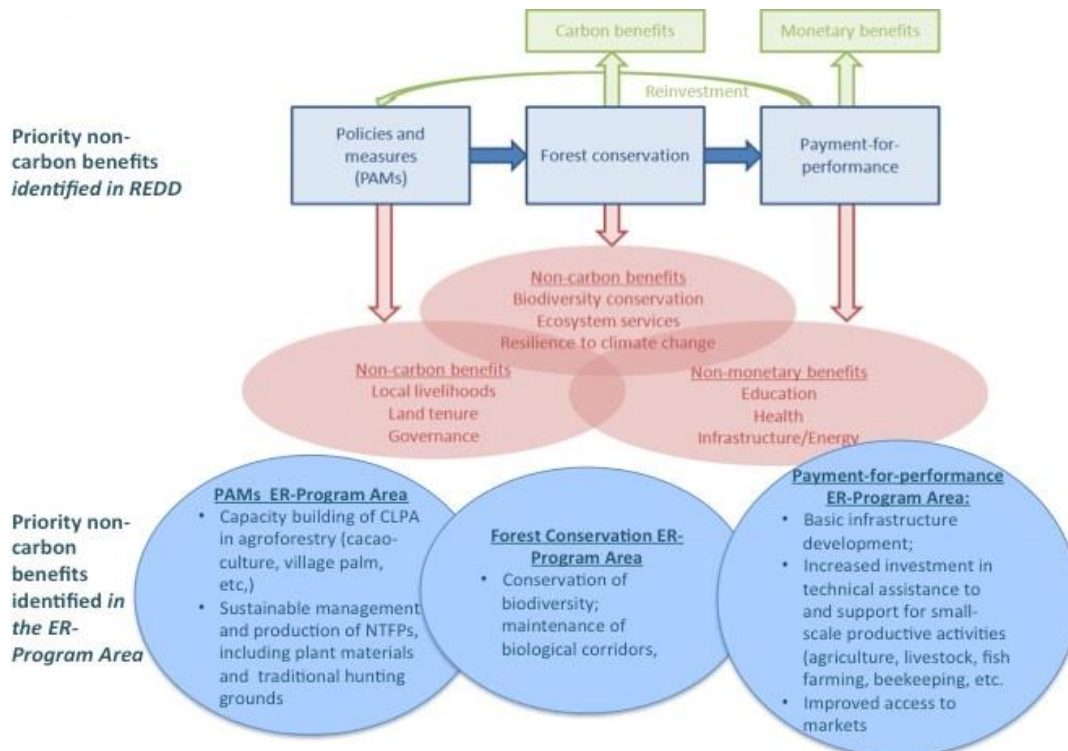 Carbon benefits
Monetary benefits
Reinvestment
Priority non-
carbon benefits
identified in REDD
Policies and
measures
(PAMs)
Forest conservation
Payment-for-
performance
Non-carbon benefits
Biodiversity conservation
Ecosystem services
Resilience to climate change
Non-carbon benefits
Local livelihoods
Land tenure
Governance
Non-monetary benefits
Education
Health
Infrastructure/Energy
Priority non-
carbon
benefits
identified in
the ER-
Program Area
PAMs ER-Program Area
• Capacity building of CLPA
in agroforestry (cacao-
culture, village palm,
etc,)
• Sustainable management
and production of NTFPs,
including plant materials
and traditional hunting
grounds
Forest Conservation ER-
Program Area
• Conservation of
biodiversity;
maintenance of
biological corridors,
Payment-for-performance
ER-Program Area:
• Basic infrastructure
development;
• Increased investment in
technical assistance to
and support for small-
scale productive activities
(agriculture, livestock, fish
farming, beekeeping, etc.
• Improved access to
markets